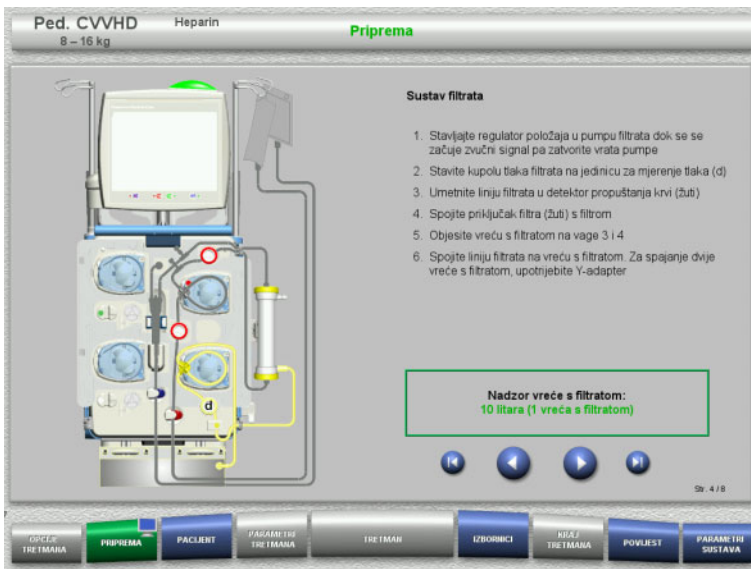 Ped. CVVHD
Heparin
8 – 16 kg
Priprema
Sustav filtrata
1. Stavljajte regulator položaja u pumpu filtrata dok se se
začuje zvučni signal pa zatvorite vrata pumpe
2. Stavite kupolu tlaka filtrata na jedinicu za mjerenje tlaka (d)
3. Umetnite liniju filtrata u detektor propuštanja krvi (žuti)
4. Spojite priključak filtra (žuti) s filtrom
5. Objesite vreću s filtratom na vage 3 i 4
6. Spojite liniju filtrata na vreću s filtratom. Za spajanje dvije
vreće s filtratom, upotrijebite Y-adapter
d
Nadzor vreće s filtratom:
10 litara (1 vreća s filtratom)
Str. 4 / 8
OPCIJE
TRETMANA
PRIPREMA
PACIJENT
PARAMETRI
TRETMANA
TRETMAN
IZBORNICI
KRAJ
TRETMANA
POVIJEST
PARAMETRI
SUSTAVA